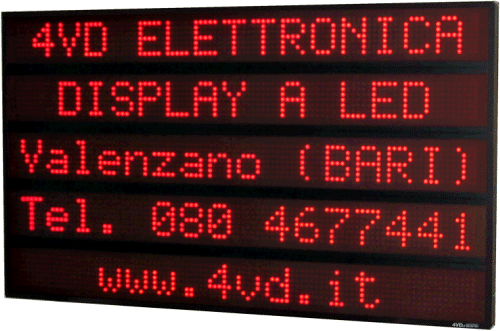 4VD ELETTRONICA
DISPLAY A LED
Valenzano (BARI)
Tel. 080 4677441
www.4vd.it